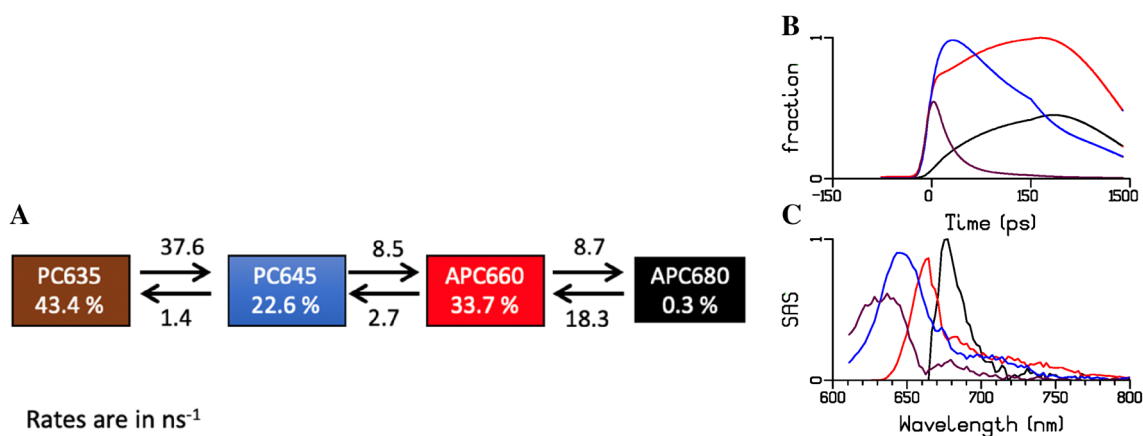 A
37.6
8.5
8.7
PC635
43.4 %
PC645
22.6 %
APC660
33.7 %
APC680
0.3 %
1.4
2.7
18.3
Rates are in ns-1
B
1
fraction
0
-150
0
150
1500
Time (ps)
C
1
SAS
0
600
650
700
750
800
Wavelength (nm)